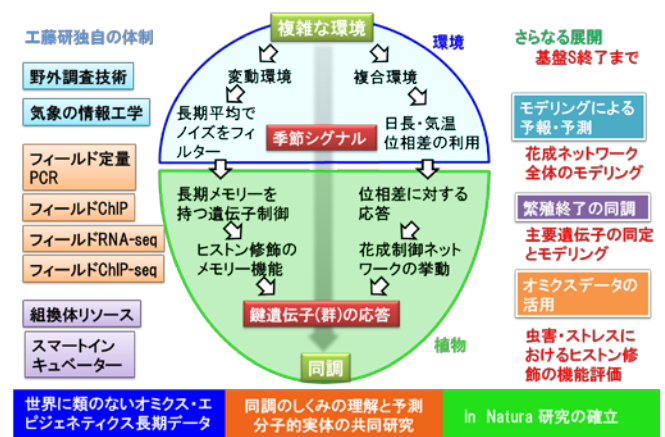 工藤研独自の体制
野外調査技術
気象の情報工学
フィールド定量
PCR
フィールドChIP
フィールドRNA-seq
フィールドChIP-seq
組換体リソース
スマートイン
キュベーター
複雑な環境
環境
変動環境
複合環境
長期平均で
ノイズをフィ
ルター
季節シグナル
日長・気温
位相差の利用
長期メモリーを
持つ遺伝子制御
位相差に対する
応答
ヒストン修飾の
メモリー機能
花成制御ネット
ワークの挙動
鍵遺伝子(群)の応答
同調
植物
さらなる展開
基盤S終了まで
モデリングによる
予報・予測
花成ネットワーク
全体のモデリング
繁殖終了の同調
主要遺伝子の同定
とモデリング
オミクスデータの
活用
虫害・ストレスに
おけるヒストン修
飾の機能評価
世界に類のないオミクス・エ
ピジェネティクス長期データ
同調のしくみの理解と予測
分子的実体の共同研究
In Natura 研究の確立